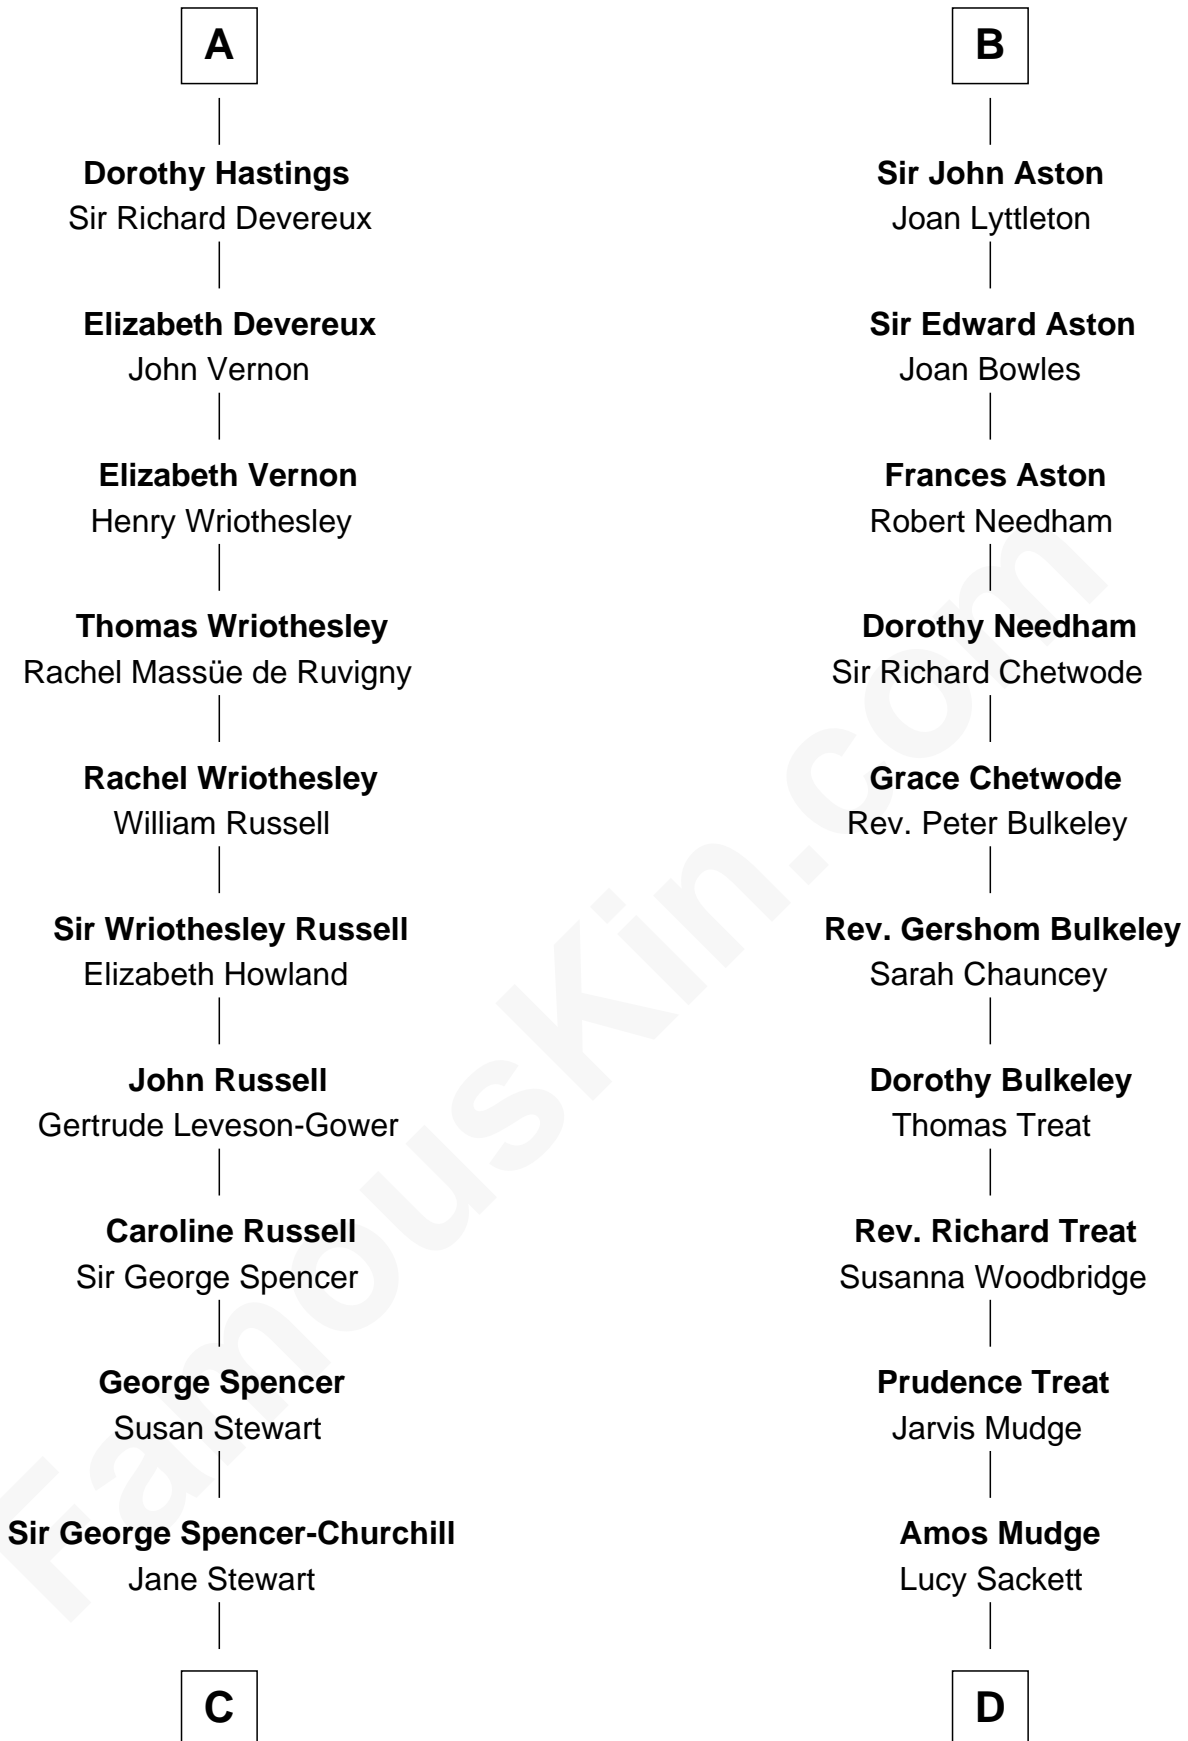 A
Dorothy Hastings
Sir Richard Devereux
Elizabeth Devereux
John Vernon
Elizabeth Vernon
Henry Wriothesley
Thomas Wriothesley
Rachel Massüe de Ruvigny
Rachel Wriothesley
William Russell
Sir Wriothesley Russell
Elizabeth Howland
John Russell
Gertrude Leveson-Gower
Caroline Russell
Sir George Spencer
George Spencer
Susan Stewart
Sir George Spencer-Churchill
Jane Stewart
C
B
Sir John Aston
Joan Lyttleton
Sir Edward Aston
Joan Bowles
Frances Aston
Robert Needham
Dorothy Needham
Sir Richard Chetwode
Grace Chetwode
Rev. Peter Bulkeley
Rev. Gershom Bulkeley
Sarah Chauncey
Dorothy Bulkeley
Thomas Treat
Rev. Richard Treat
Susanna Woodbridge
Prudence Treat
Jarvis Mudge
Amos Mudge
Lucy Sackett
D
FamousKin.com